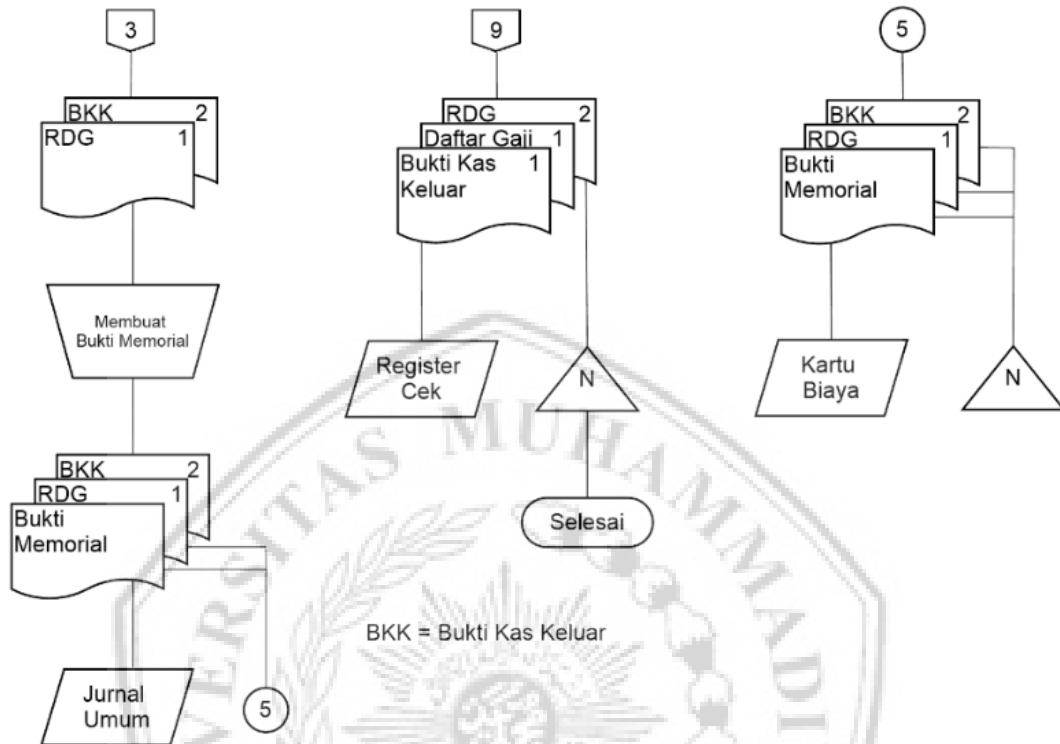 3
BKK 2
RDG 1
Membuat
Bukti Memorial
BKK 2
RDG 1
Bukti
Memorial
Jurnal
Umum
5
9
RDG 2
Daftar Gaji 1
Bukti Kas 1
Keluar
Register
Cek
N
Selesai
BKK = Bukti Kas Keluar
5
BKK 2
RDG 1
Bukti
Memorial
Kartu
Biaya
N
VERSITAS MUHAMMADI